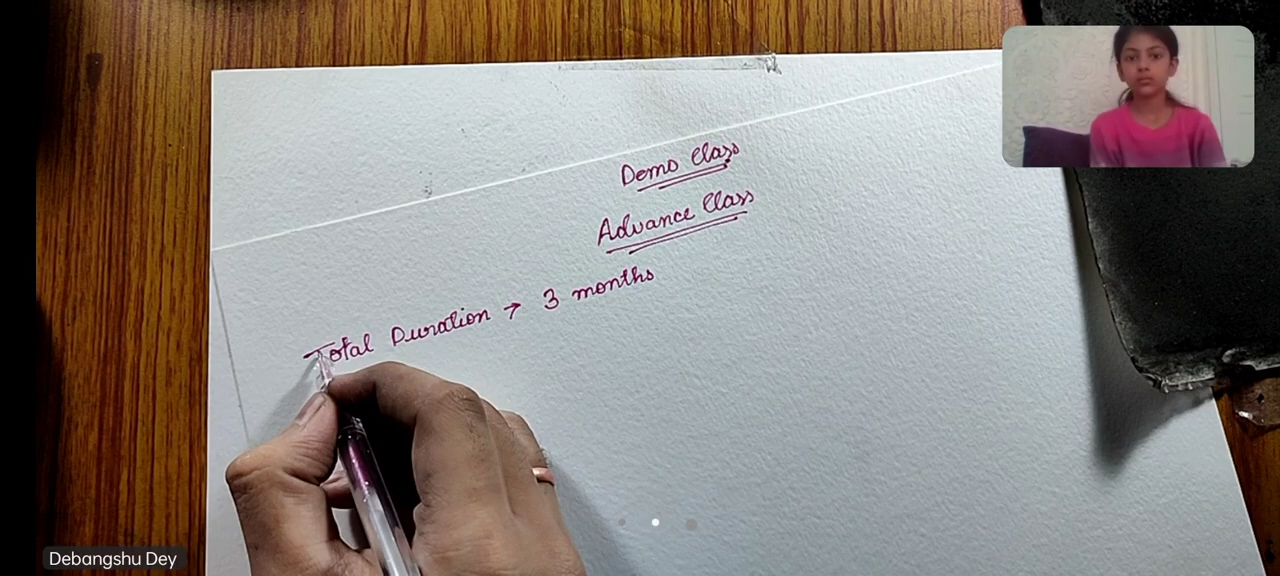 Demo Class
Advance Class
Total Duration → 3 months
Debangshu Dey